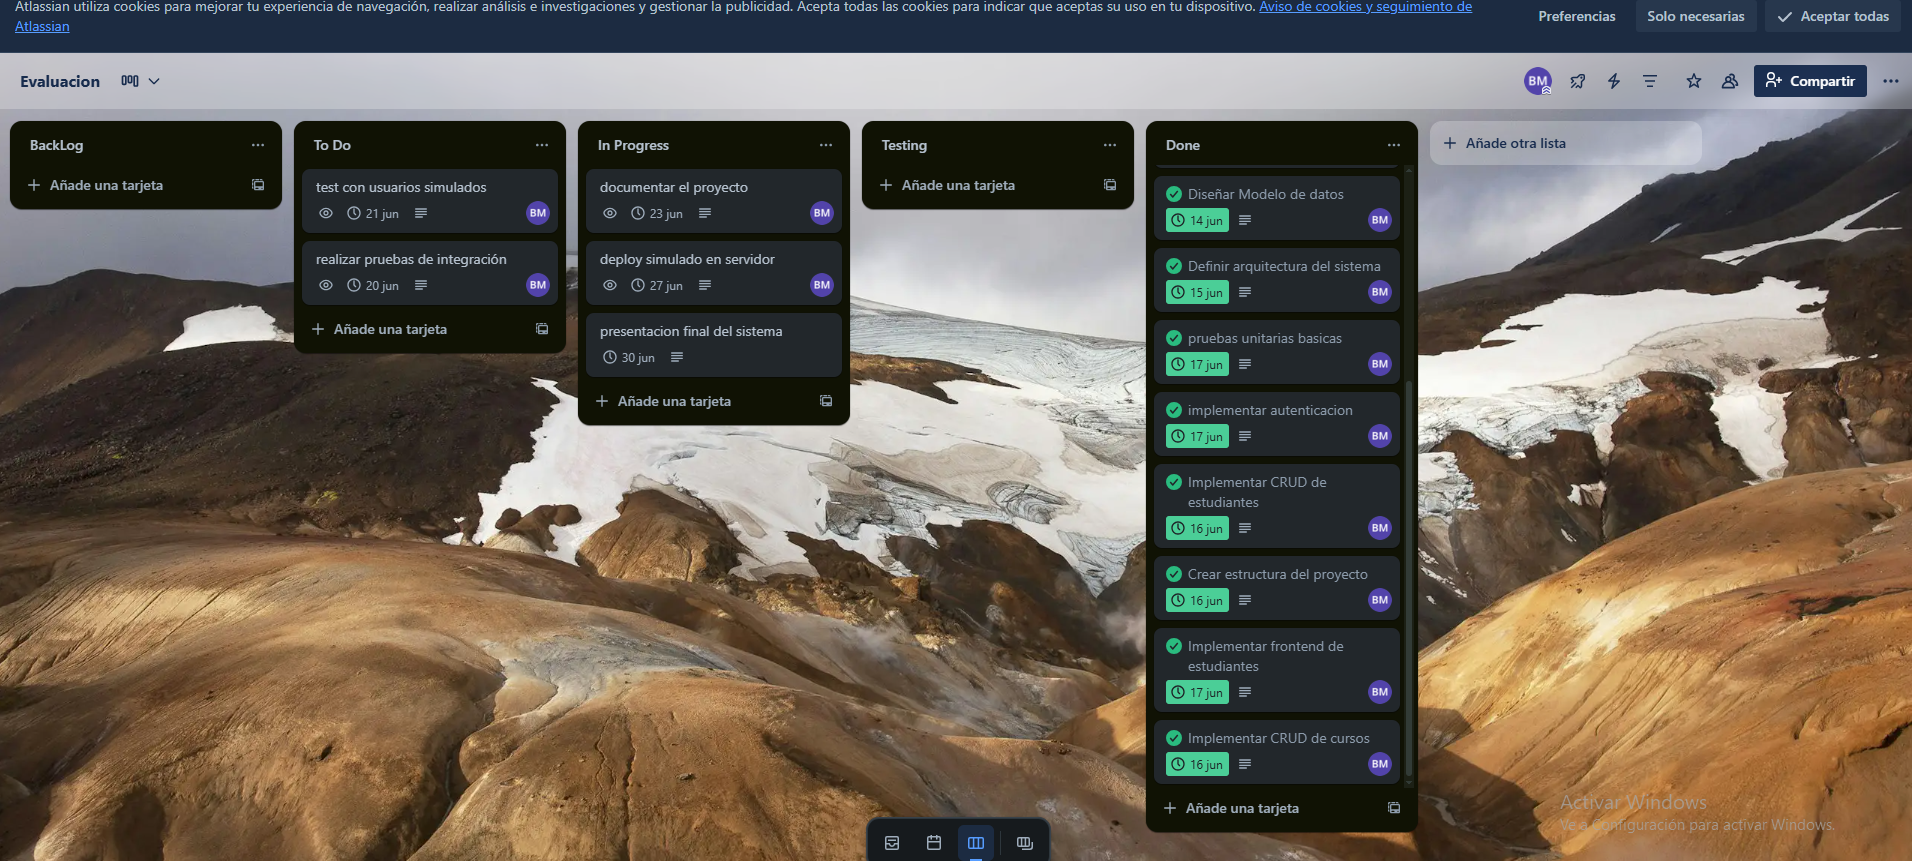 Atlassian utiliza cookies para mejorar tu experiencia de navegación, realizar análisis e investigaciones y gestionar la publicidad. Acepta todas las cookies para indicar que aceptas su uso en tu dispositivo. Aviso de cookies y seguimiento de
Atlassian
Preferencias
Solo necesarias
Aceptar todas
Evaluacion
BM
Compartir
BackLog
Añade una tarjeta
To Do
test con usuarios simulados
21 jun
BM
realizar pruebas de integración
20 jun
BM
Añade una tarjeta
In Progress
documentar el proyecto
23 jun
BM
deploy simulado en servidor
27 jun
BM
presentacion final del sistema
30 jun
Añade una tarjeta
Testing
Añade una tarjeta
Done
Diseñar Modelo de datos
14 jun
BM
Definir arquitectura del sistema
15 jun
BM
pruebas unitarias basicas
17 jun
BM
implementar autenticacion
17 jun
BM
Implementar CRUD de
estudiantes
16 jun
BM
Crear estructura del proyecto
16 jun
BM
Implementar frontend de
estudiantes
17 jun
BM
Implementar CRUD de cursos
16 jun
BM
Añade una tarjeta
Añade otra lista
Activar Windows
Ve a Configuración para activar Windows.